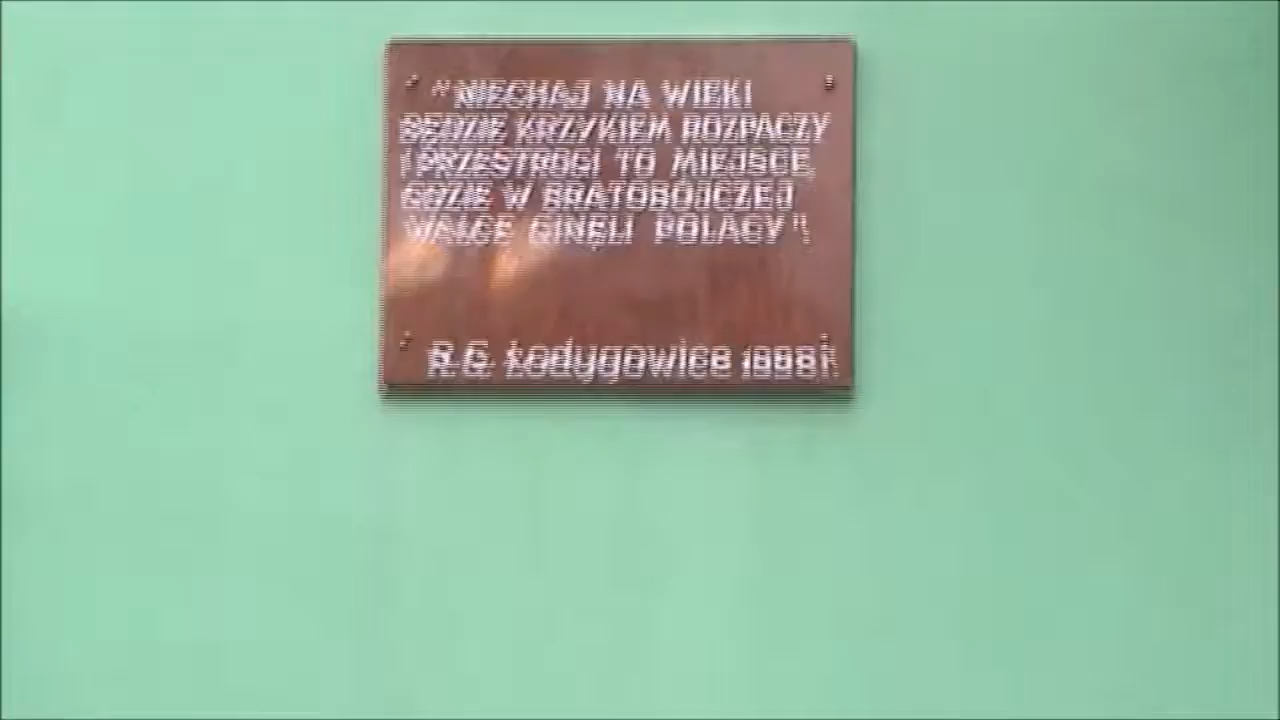 "NIECHAJ NA WIEKI
BĘDZIE KRZYKIEM ROZPACZY
I PRZESTROGI TO MIEJSCE,
GDZIE W BRATOBÓJCZEJ
WALCE GINĘLI POLACY"
R.G. Łodygowice